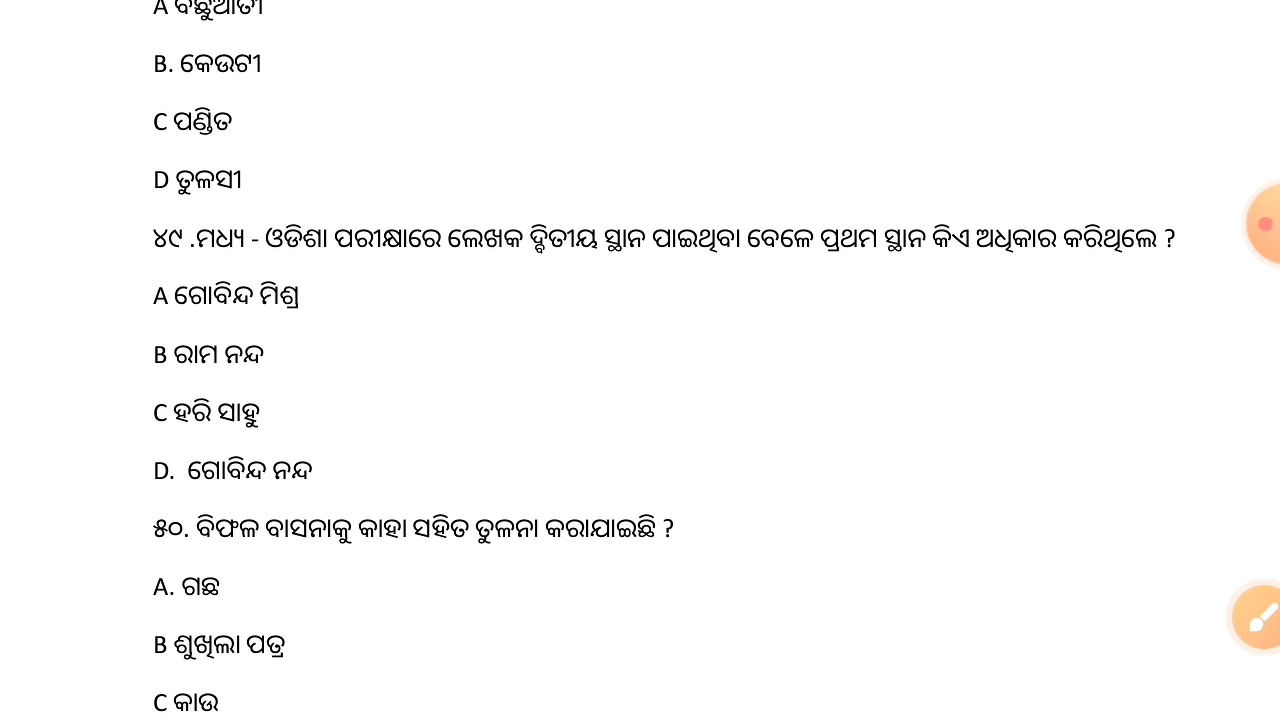 A ବିଛୁଆତୀ
B. କେଉଟୀ
C ପଣ୍ଡିତ
D ତୁଳସୀ
୪୯ .ମଧ୍ୟ - ଓଡିଶା ପରୀକ୍ଷାରେ ଲେଖକ ଦ୍ବିତୀୟ ସ୍ଥାନ ପାଇଥିବା ବେଳେ ପ୍ରଥମ ସ୍ଥାନ କିଏ ଅଧିକାର କରିଥିଲେ ?
A ଗୋବିନ୍ଦ ମିଶ୍ର
B ରାମ ନନ୍ଦ
C ହରି ସାହୁ
D. ଗୋବିନ୍ଦ ନନ୍ଦ
୫୦. ବିଫଳ ବାସନାକୁ କାହା ସହିତ ତୁଳନା କରାଯାଇଛି ?
A. ଗଛ
B ଶୁଖିଲା ପତ୍ର
C କାଉ